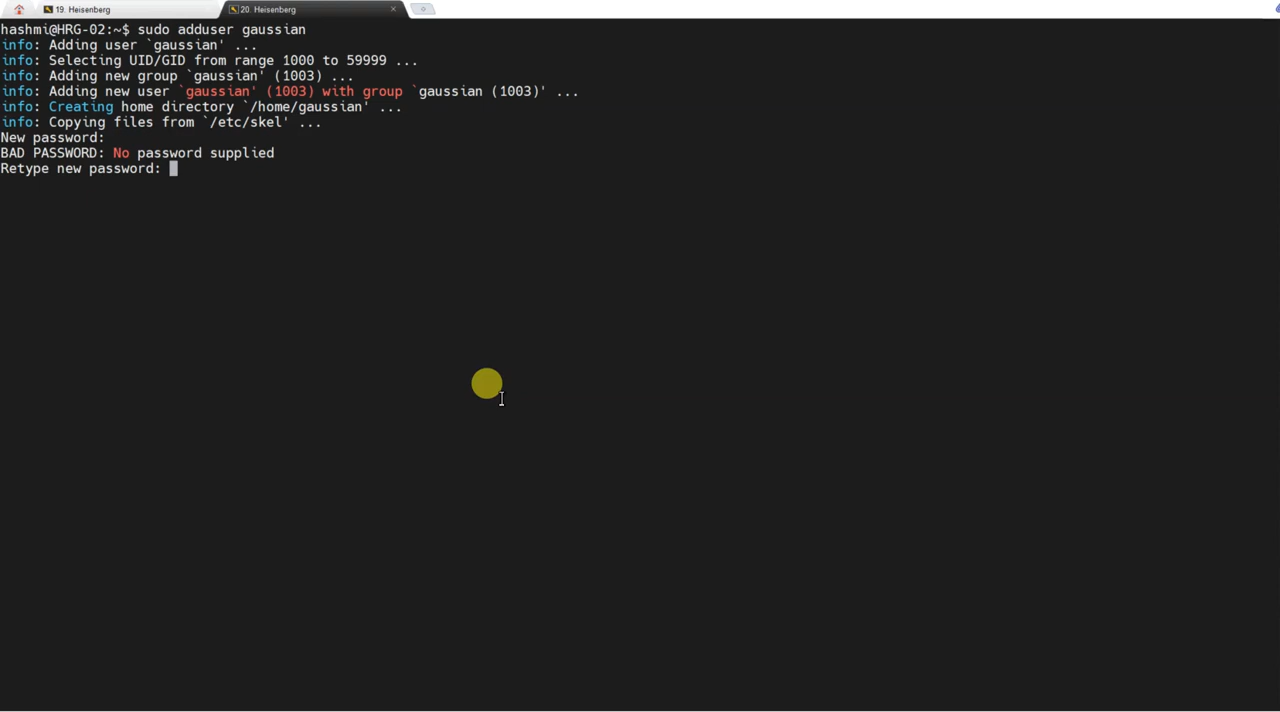 19. Heisenberg
20. Heisenberg
hashmi@HRG-02:~$ sudo adduser gaussian
info: Adding user `gaussian' ...
info: Selecting UID/GID from range 1000 to 59999 ...
info: Adding new group `gaussian' (1003) ...
info: Adding new user `gaussian' (1003) with group `gaussian (1003)' ...
info: Creating home directory `/home/gaussian' ...
info: Copying files from `/etc/skel' ...
New password:
BAD PASSWORD: No password supplied
Retype new password: